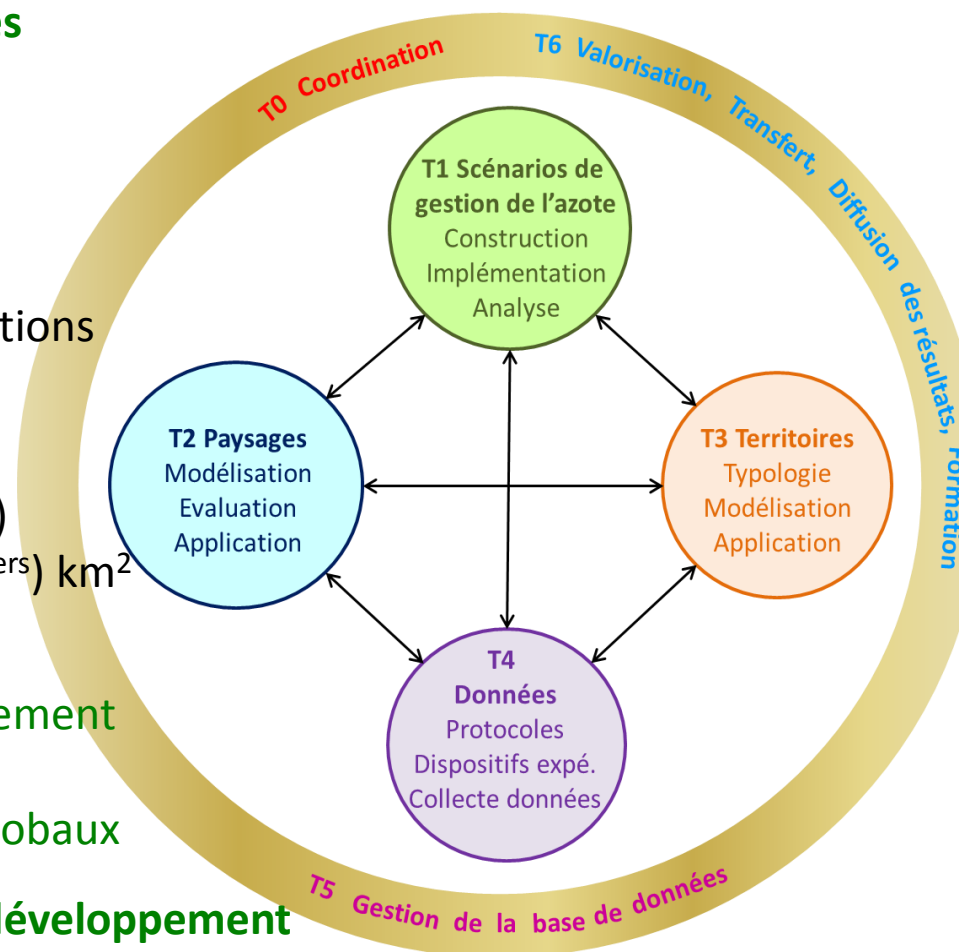 es
T0 Coordination
T6 Valorisation, Transfert, Diffusion des résultats, Formation
T1 Scénarios de
gestion de l’azote
Construction
Implémentation
Analyse
tions
T2 Paysages
Modélisation
Evaluation
Application
T3 Territoires
Typologie
Modélisation
Application
)
ers) km²
T4
Données
Protocoles
Dispositifs expé.
Collecte données
ement
obaux
développement
T5 Gestion de la base de données